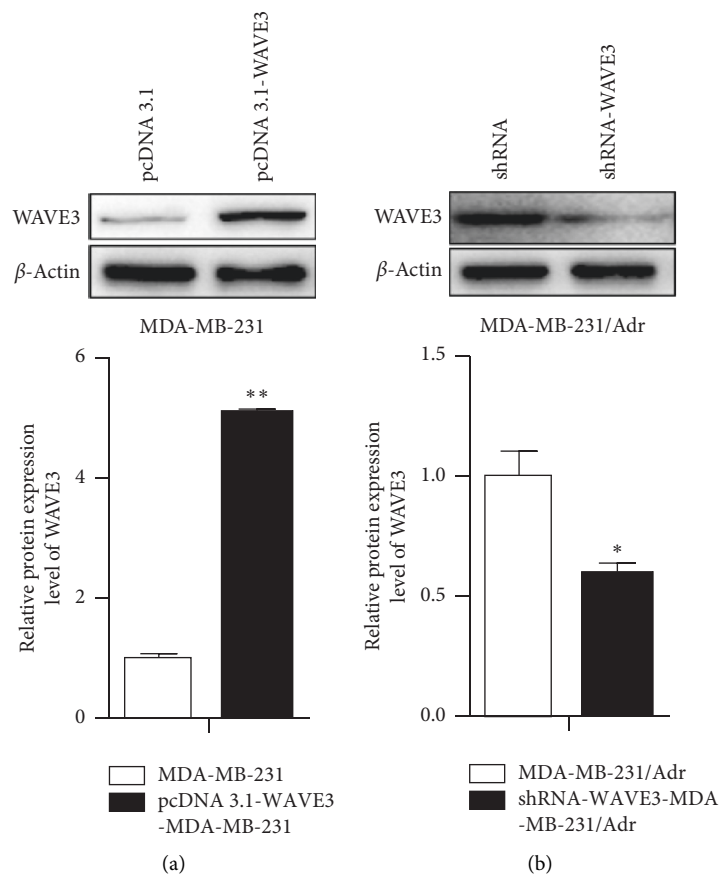 pcDNA 3.1
pcDNA 3.1-WAVE3
WAVE3
β-Actin
MDA-MB-231
6
4
2
0
Relative protein expression
level of WAVE3
**
MDA-MB-231
pcDNA 3.1-WAVE3
-MDA-MB-231
(a)
shRNA
shRNA-WAVE3
WAVE3
β-Actin
MDA-MB-231/Adr
1.5
1.0
0.5
0.0
Relative protein expression
level of WAVE3
*
MDA-MB-231/Adr
shRNA-WAVE3-MDA
-MB-231/Adr
(b)